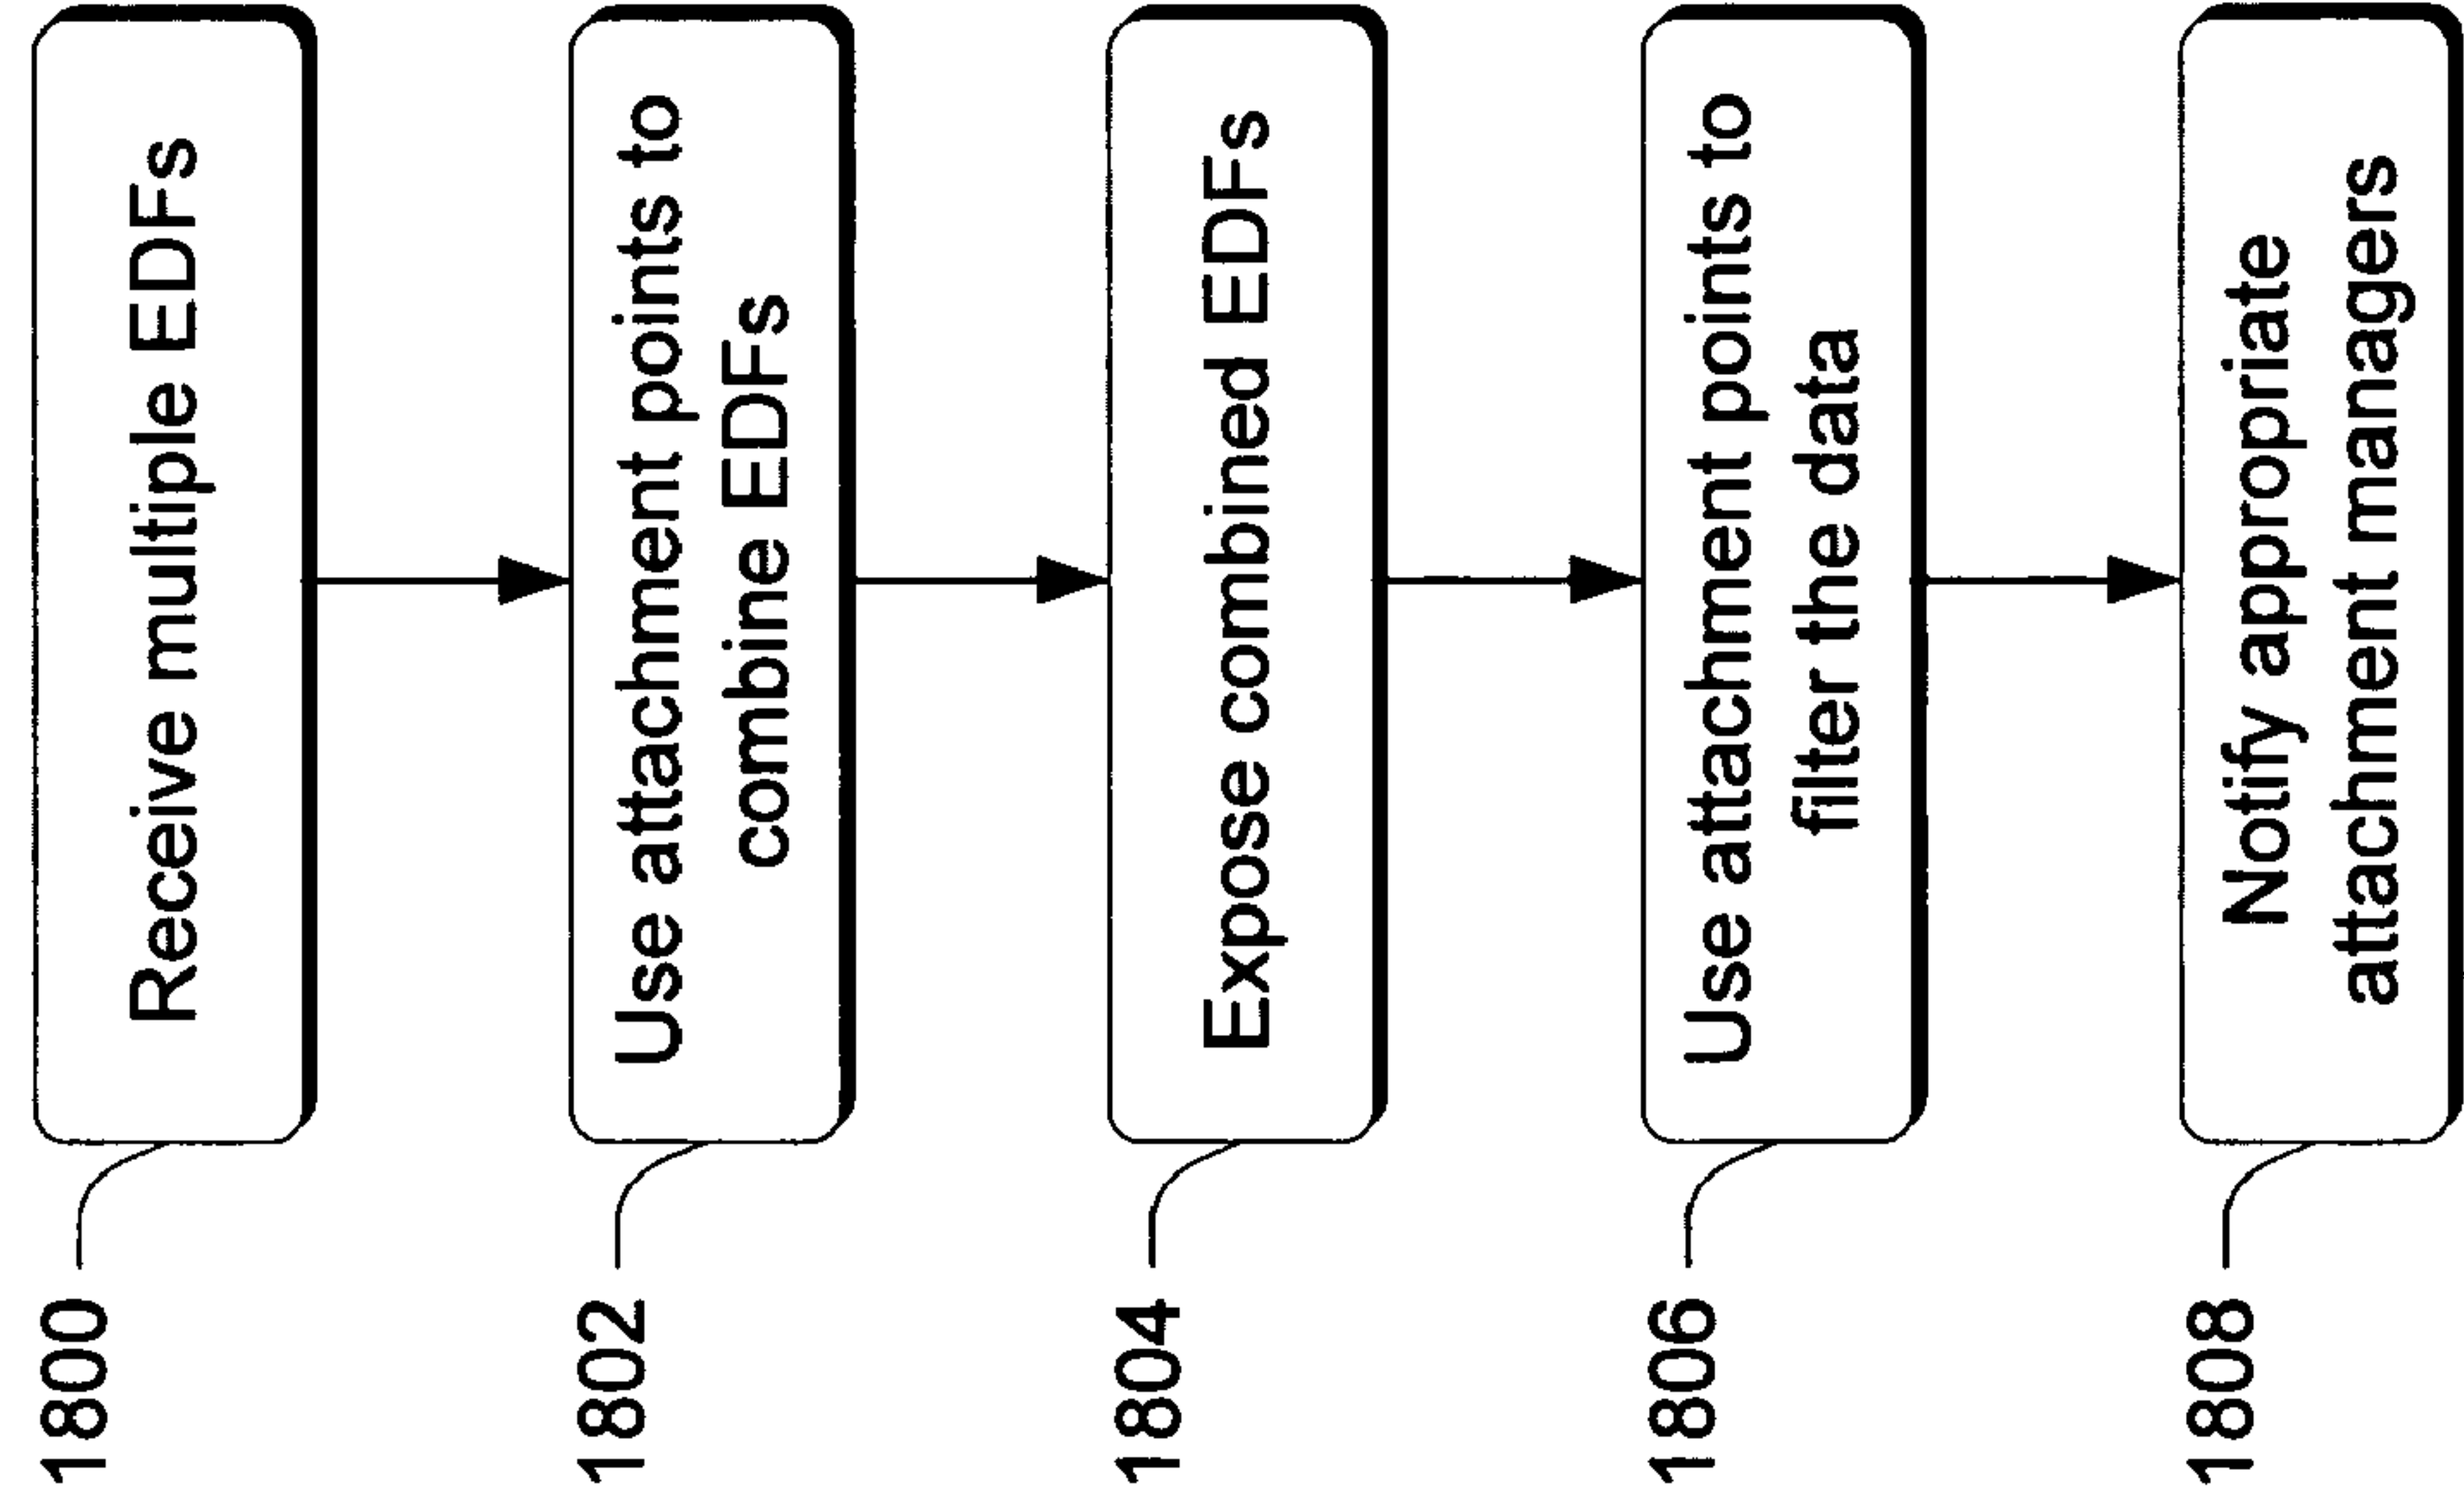 1800
Receive multiple EDFs
1802
Use attachment points to
combine EDFs
1804
Expose combined EDFs
1806
Use attachment points to
filter the data
1808
Notify appropriate
attachment managers